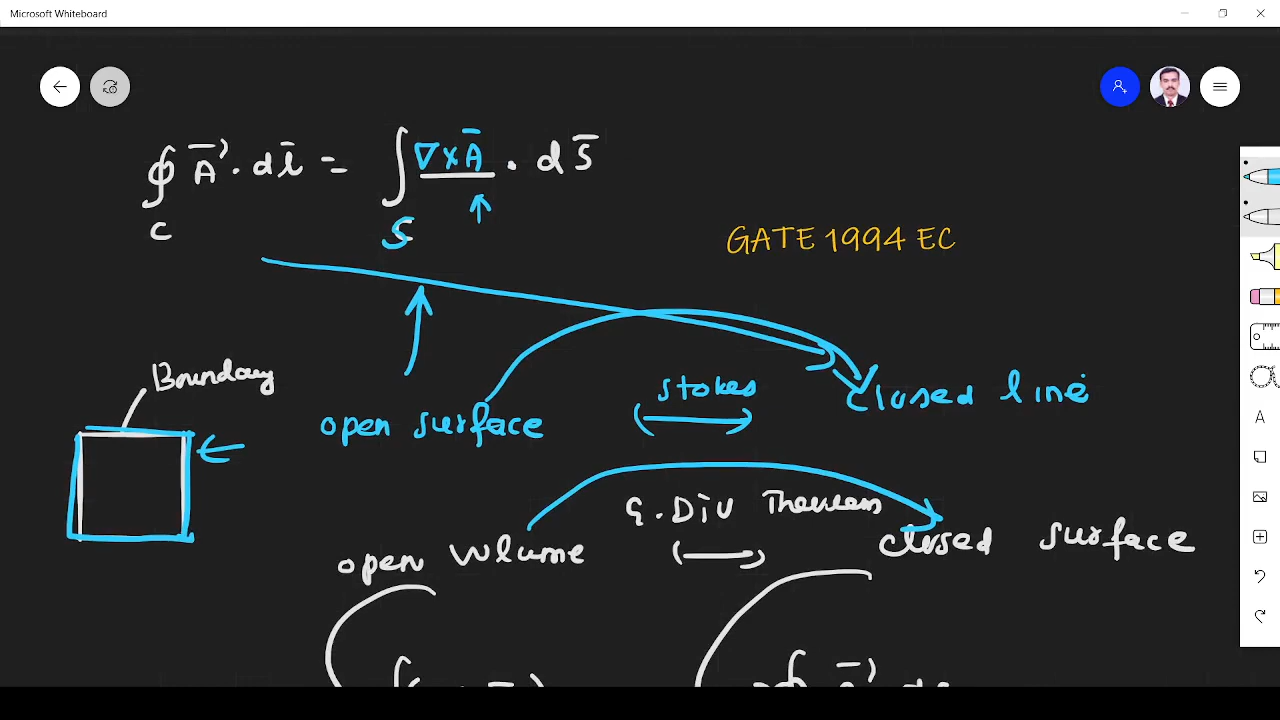 Microsoft Whiteboard
∮ A⃗ · dl̅ = ∫ ∇×A̅ · dS̅
C S
GATE 1994 EC
Boundary
open surface stokes closed line
G. Div Theorem
open volume closed surface